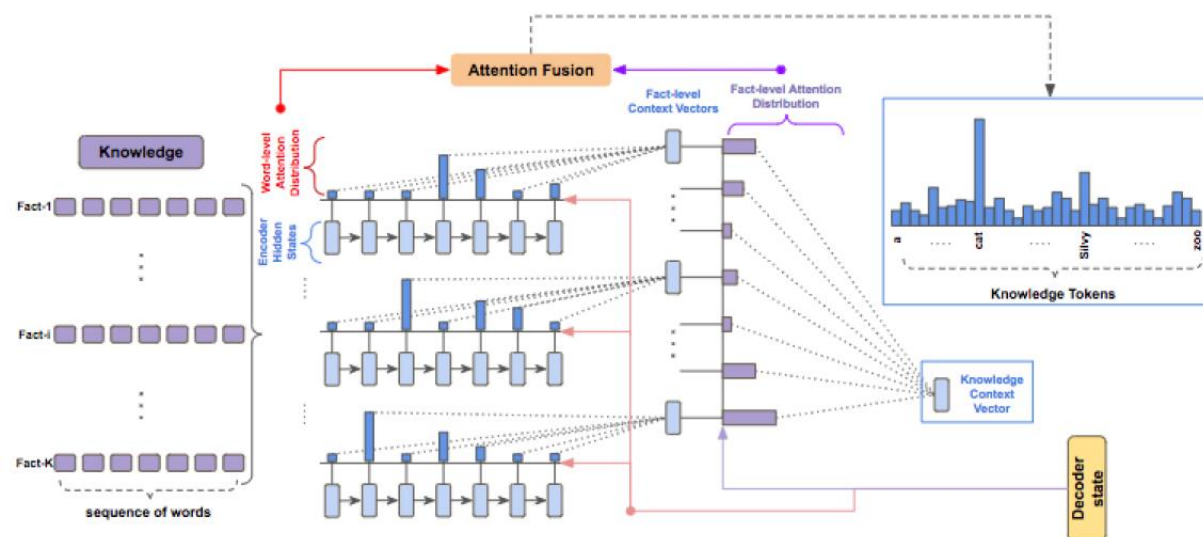 Attention Fusion
Fact-level
Context Vectors
Fact-level Attention
Distribution
Knowledge
Word-level
Attention
Distribution
Fact-1
Encoder
Hidden
States
a
....
cat
....
Silvy
....
zoo
Knowledge Tokens
Fact-i
Knowledge
Context
Vector
Fact-K
sequence of words
Decoder
state